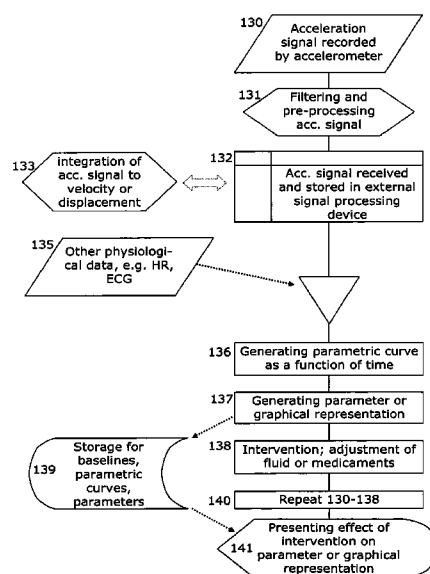 130
Acceleration
signal recorded
by accelerometer
131
Filtering and
pre-processing
acc. signal
133
integration of
acc. signal to
velocity or
displacement
132
Acc. signal received
and stored in external
signal processing
device
135
Other physiologi-
cal data, e.g. HR,
ECG
136
Generating parametric curve
as a function of time
137
Generating parameter or
graphical representation
138
Intervention; adjustment of
fluid or medicaments
139
Storage for
baselines,
parametric
curves,
parameters
140
Repeat 130-138
141
Presenting effect of
intervention on
parameter or graphical
representation